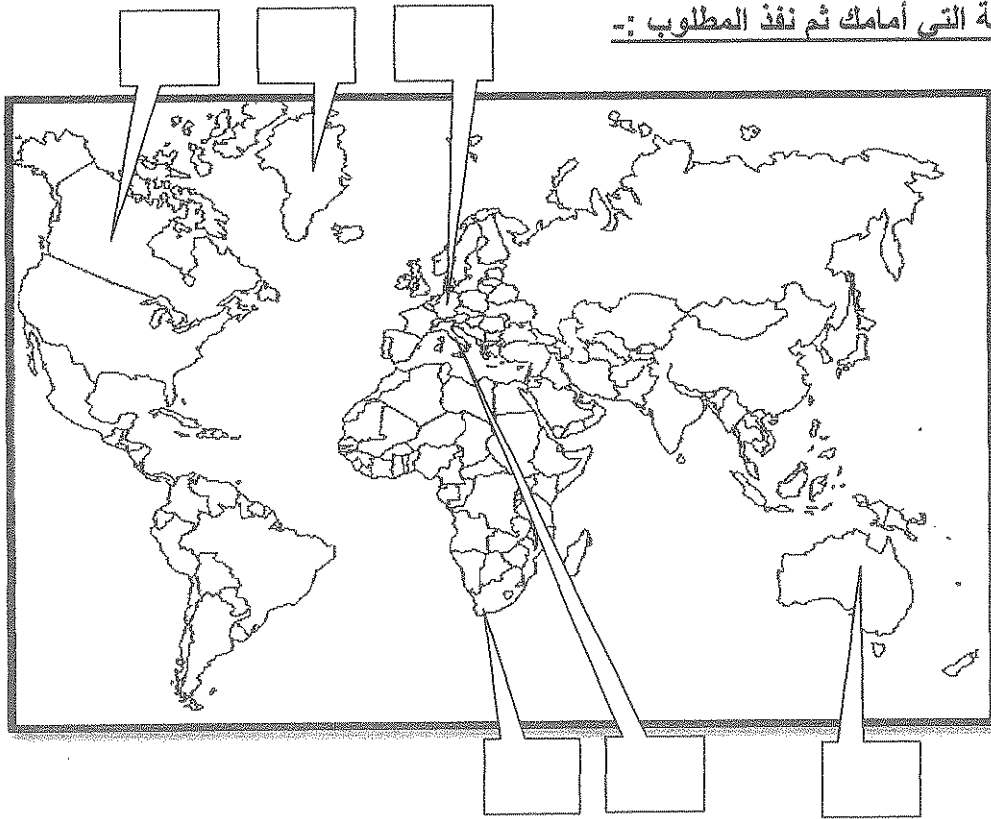 ة التي أمامك ثم نفذ المطلوب :-